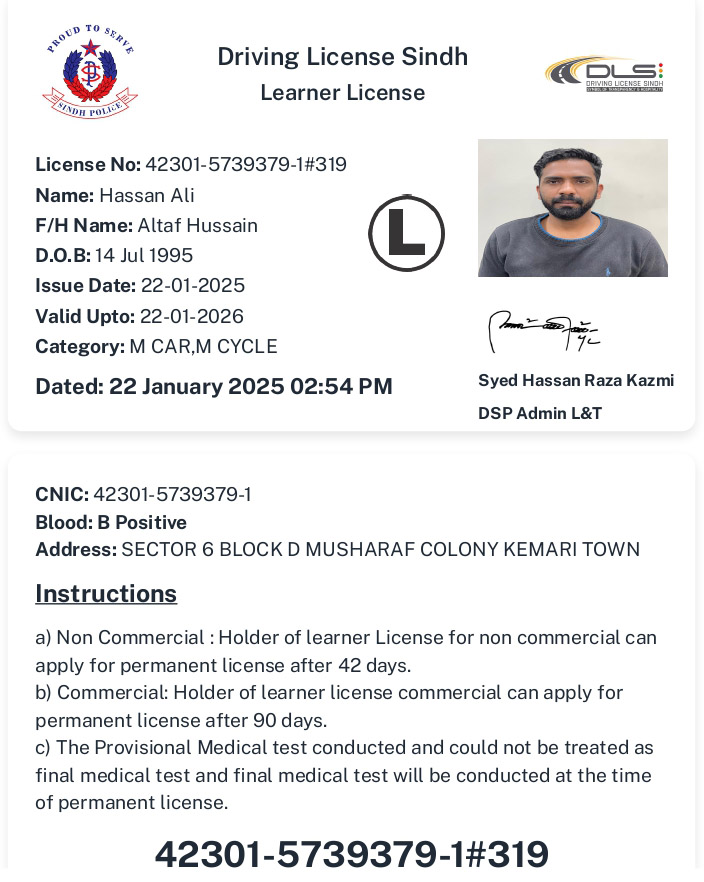 PROUD TO SERVE
SINDH POLICE
Driving License Sindh
Learner License
DLS
DRIVING LICENSE SINDH
SYMBOL OF TRANSPARENCY & HOSPITALITY
License No: 42301-5739379-1#319
Name: Hassan Ali
F/H Name: Altaf Hussain
D.O.B: 14 Jul 1995
Issue Date: 22-01-2025
Valid Upto: 22-01-2026
Category: M CAR,M CYCLE
Dated: 22 January 2025 02:54 PM
L
Syed Hassan Raza Kazmi
DSP Admin L&T
CNIC: 42301-5739379-1
Blood: B Positive
Address: SECTOR 6 BLOCK D MUSHARAF COLONY KEMARI TOWN
Instructions
a) Non Commercial : Holder of learner License for non commercial can
apply for permanent license after 42 days.
b) Commercial: Holder of learner license commercial can apply for
permanent license after 90 days.
c) The Provisional Medical test conducted and could not be treated as
final medical test and final medical test will be conducted at the time
of permanent license.
42301-5739379-1#319